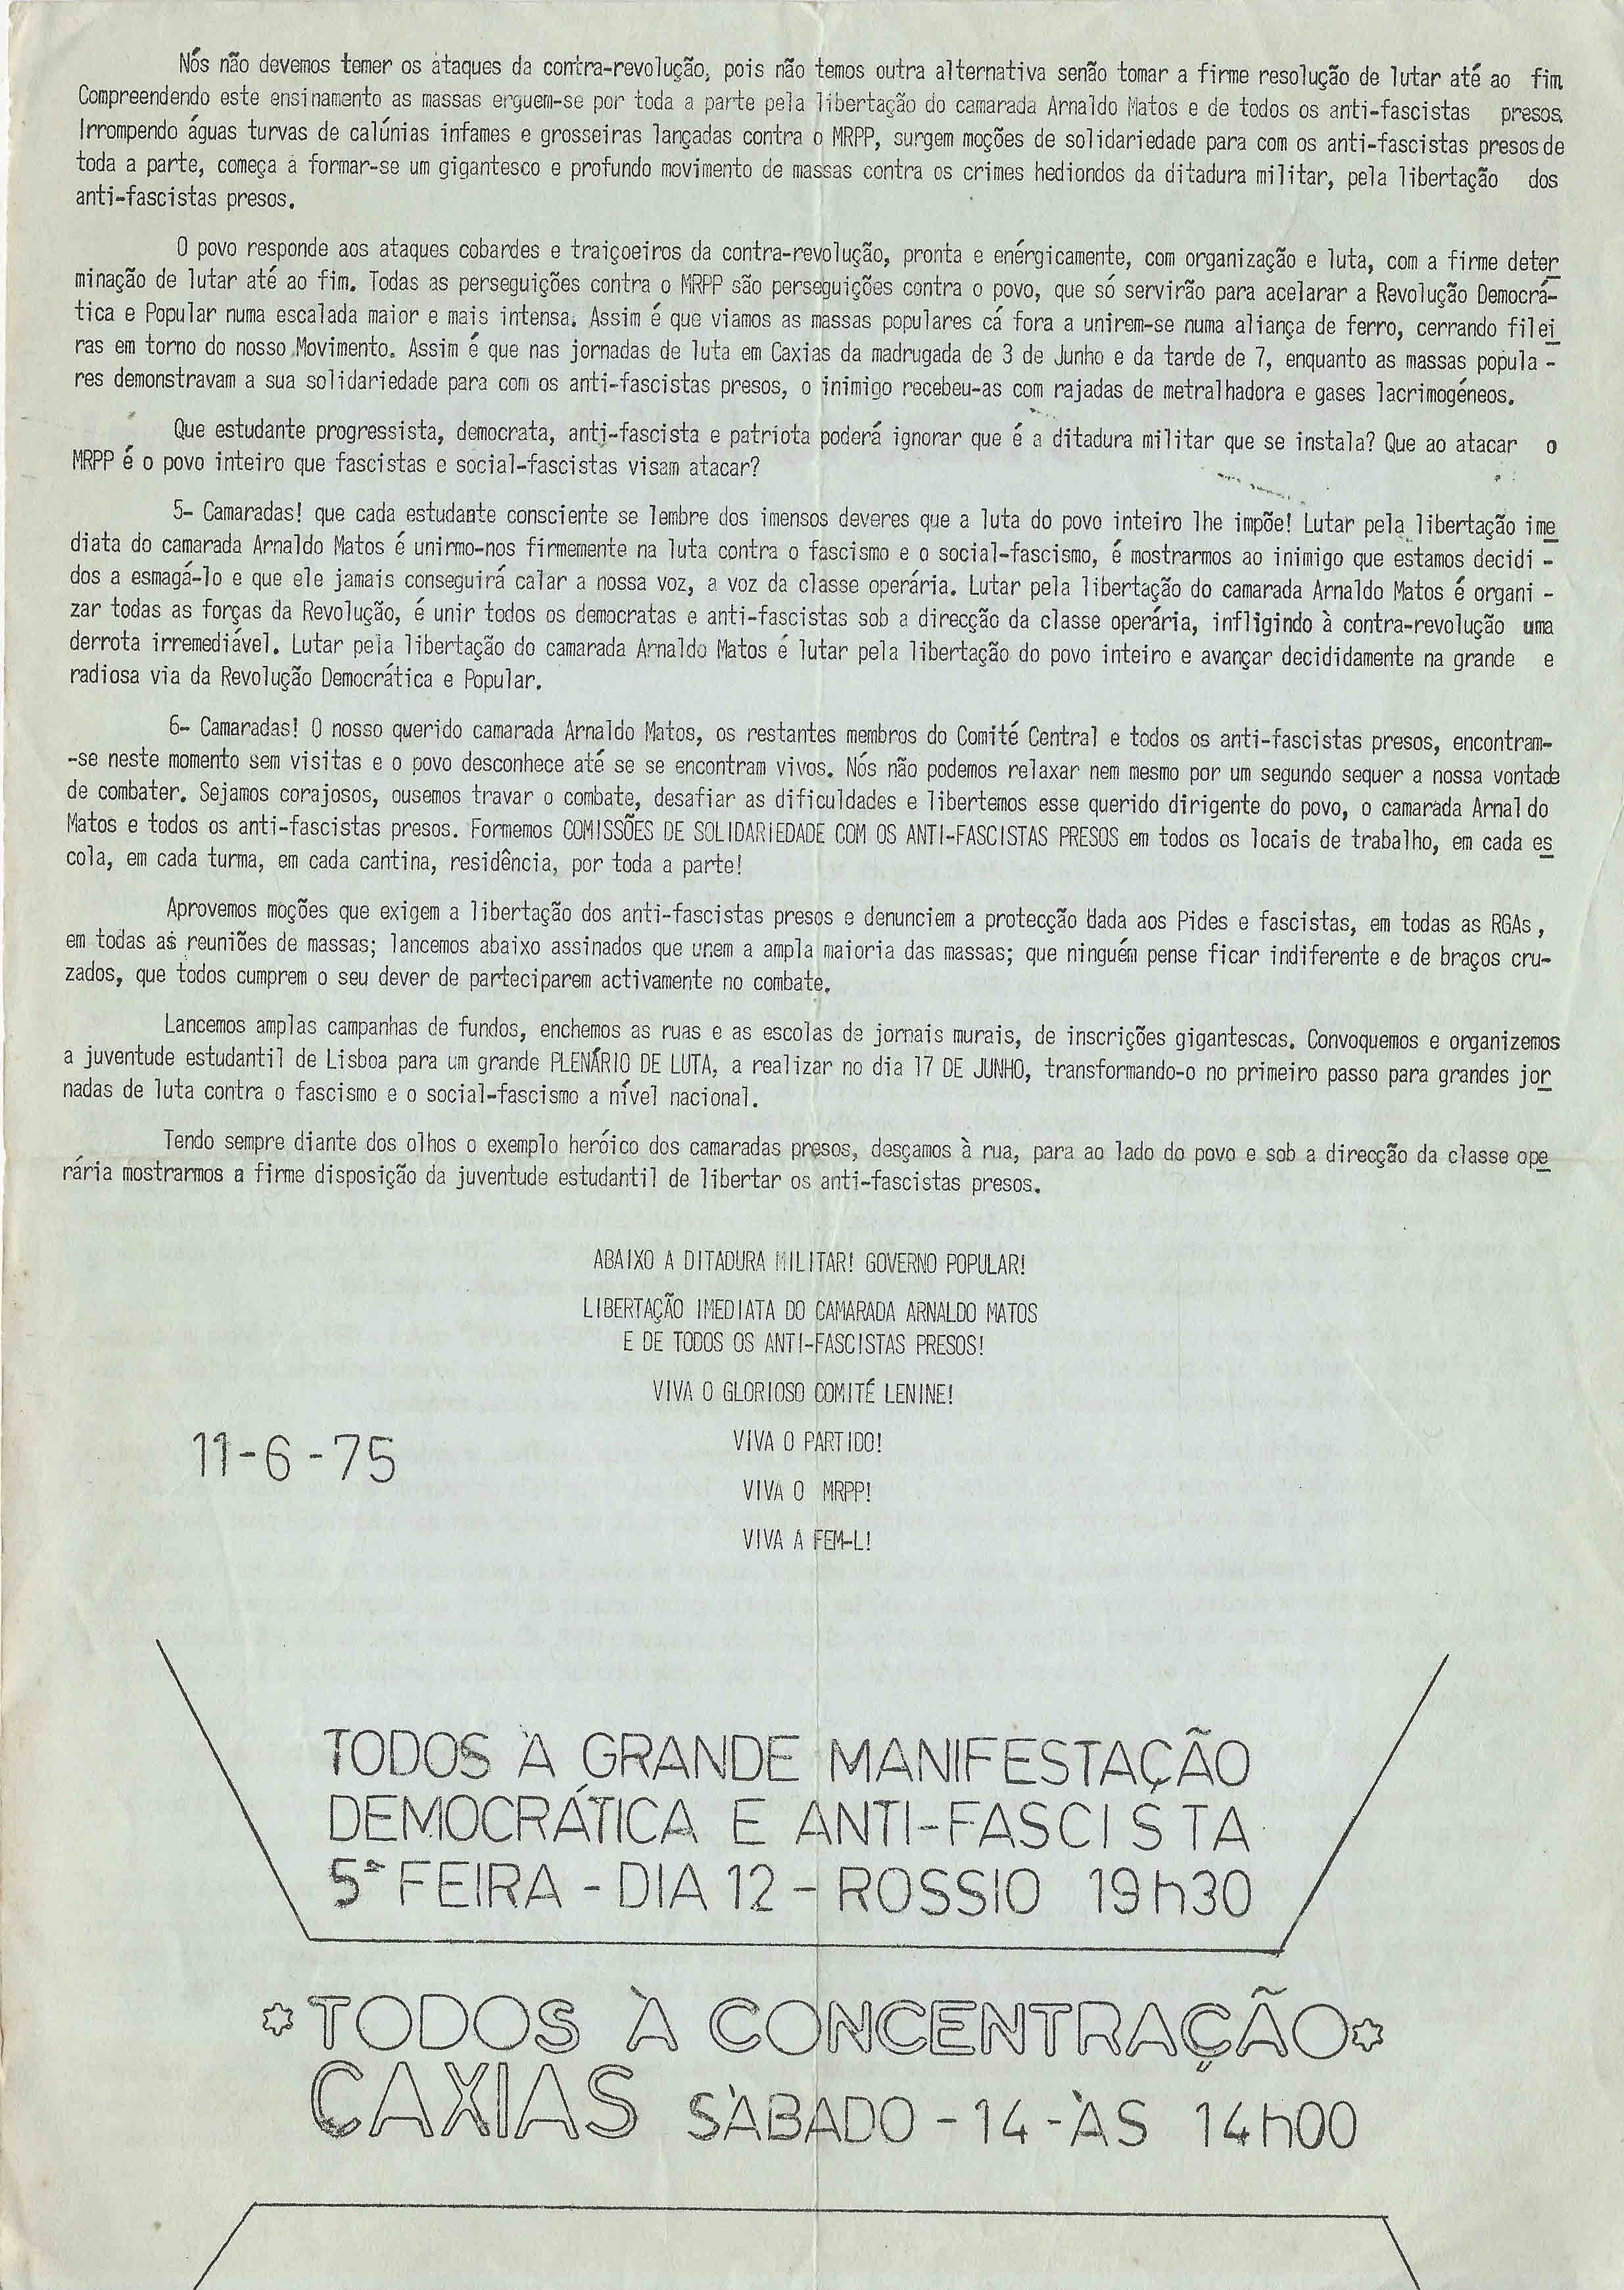 Nós não devemos temer os ataques da contra-revolução, pois não temos outra alternativa senão tomar a firme resolução de lutar até ao fim.
Compreendendo este ensinamento as massas erguem-se por toda a parte pela libertação do camarada Arnaldo Matos e de todos os anti-fascistas presos.
Irrompendo águas turvas de calúnias infames e grosseiras lançadas contra o MRPP, surgem moções de solidariedade para com os anti-fascistas presos de
toda a parte, começa a formar-se um gigantesco e profundo movimento de massas contra os crimes hediondos da ditadura militar, pela libertação dos
anti-fascistas presos.
O povo responde aos ataques cobardes e traiçoeiros da contra-revolução, pronta e enérgicamente, com organização e luta, com a firme deter
minação de lutar até ao fim. Todas as perseguições contra o MRPP são perseguições contra o povo, que só servirão para acelarar a Revolução Democrá-
tica e Popular numa escalada maior e mais intensa. Assim é que viamos as massas populares cá fora a unirem-se numa aliança de ferro, cerrando filei
ras em torno do nosso Movimento. Assim é que nas jornadas de luta em Caxias da madrugada de 3 de Junho e da tarde de 7, enquanto as massas popula -
res demonstravam a sua solidariedade para com os anti-fascistas presos, o inimigo recebeu-as com rajadas de metralhadora e gases lacrimogéneos.
Que estudante progressista, democrata, anti-fascista e patriota poderá ignorar que é a ditadura militar que se instala? Que ao atacar o
MRPP é o povo inteiro que fascistas e social-fascistas visam atacar?
5- Camaradas! que cada estudante consciente se lembre dos imensos deveres que a luta do povo inteiro lhe impõe! Lutar pela libertação ime
diata do camarada Arnaldo Matos é unirmo-nos firmemente na luta contra o fascismo e o social-fascismo, é mostrarmos ao inimigo que estamos decidi -
dos a esmagá-lo e que ele jamais conseguirá calar a nossa voz, a voz da classe operária. Lutar pela libertação do camarada Arnaldo Matos é organi -
zar todas as forças da Revolução, é unir todos os democratas e anti-fascistas sob a direcção da classe operária, infligindo à contra-revolução uma
derrota irremediável. Lutar pela libertação do camarada Arnaldo Matos é lutar pela libertação do povo inteiro e avançar decididamente na grande e
radiosa via da Revolução Democrática e Popular.
6- Camaradas! O nosso querido camarada Arnaldo Matos, os restantes membros do Comité Central e todos os anti-fascistas presos, encontram-
-se neste momento sem visitas e o povo desconhece até se se encontram vivos. Nós não podemos relaxar nem mesmo por um segundo sequer a nossa vontade
de combater. Sejamos corajosos, ousemos travar o combate, desafiar as dificuldades e libertemos esse querido dirigente do povo, o camarada Arnaldo
Matos e todos os anti-fascistas presos. Formemos COMISSÕES DE SOLIDARIEDADE COM OS ANTI-FASCISTAS PRESOS em todos os locais de trabalho, em cada es
cola, em cada turma, em cada cantina, residência, por toda a parte!
Aprovemos moções que exigem a libertação dos anti-fascistas presos e denunciem a protecção dada aos Pides e fascistas, em todas as RGAs,
em todas as reuniões de massas; lancemos abaixo assinados que unem a ampla maioria das massas; que ninguém pense ficar indiferente e de braços cru-
zados, que todos cumprem o seu dever de parteciparem activamente no combate.
Lancemos amplas campanhas de fundos, enchemos as ruas e as escolas de jornais murais, de inscrições gigantescas. Convoquemos e organizemos
a juventude estudantil de Lisboa para um grande PLENÁRIO DE LUTA, a realizar no dia 17 DE JUNHO, transformando-o no primeiro passo para grandes jor
nadas de luta contra o fascismo e o social-fascismo a nível nacional.
Tendo sempre diante dos olhos o exemplo heróico dos camaradas presos, desçamos à rua, para ao lado do povo e sob a direcção da classe ope
rária mostrarmos a firme disposição da juventude estudantil de libertar os anti-fascistas presos.
ABAIXO A DITADURA MILITAR! GOVERNO POPULAR!
LIBERTAÇÃO IMEDIATA DO CAMARADA ARNALDO MATOS
E DE TODOS OS ANTI-FASCISTAS PRESOS!
VIVA O GLORIOSO COMITÉ LENINE!
VIVA O PARTIDO!
11-6-75
VIVA O MRPP!
VIVA A FEM-L!
TODOS À GRANDE MANIFESTAÇÃO
DEMOCRÁTICA E ANTI-FASCISTA
5ª FEIRA - DIA 12 - ROSSIO 19h30
TODOS À CONCENTRAÇÃO
CAXIAS SÀBADO - 14 - ÀS 14h00